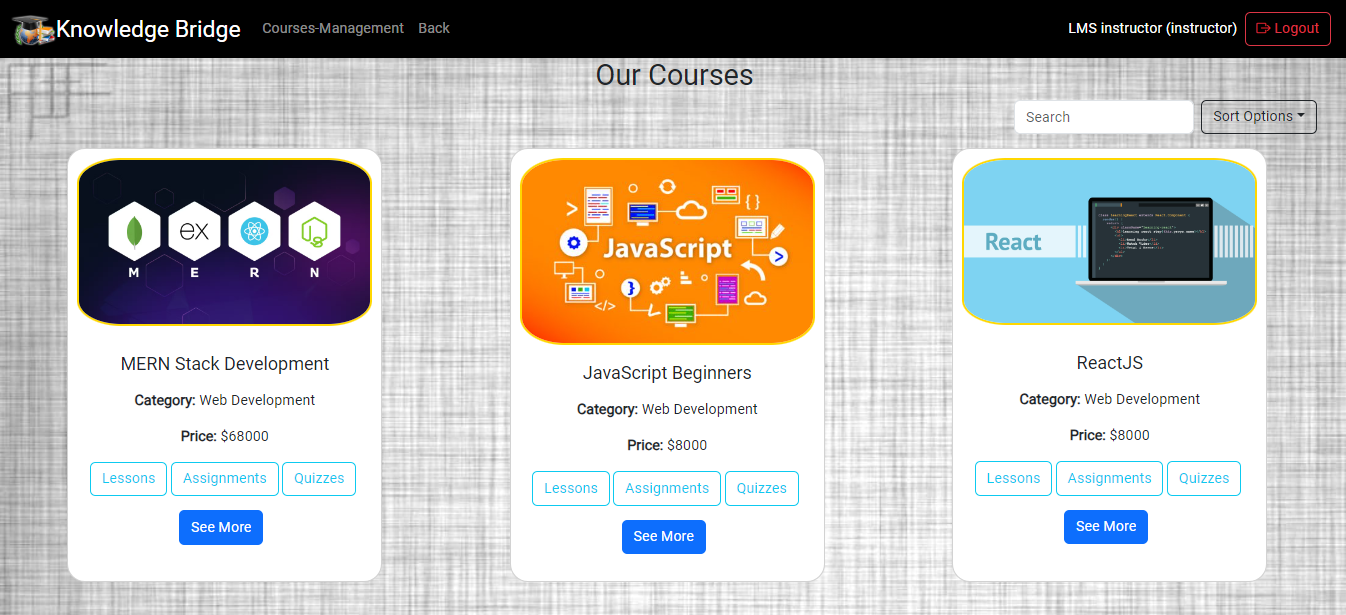 Knowledge Bridge Courses-Management Back LMS instructor (instructor) Logout
Our Courses
Search Sort Options
ex
M E R N
MERN Stack Development
Category: Web Development
Price: $68000
Lessons Assignments Quizzes
See More
{ }
JavaScript
}
</>
JavaScript Beginners
Category: Web Development
Price: $8000
Lessons Assignments Quizzes
See More
React
ReactJS
Category: Web Development
Price: $8000
Lessons Assignments Quizzes
See More